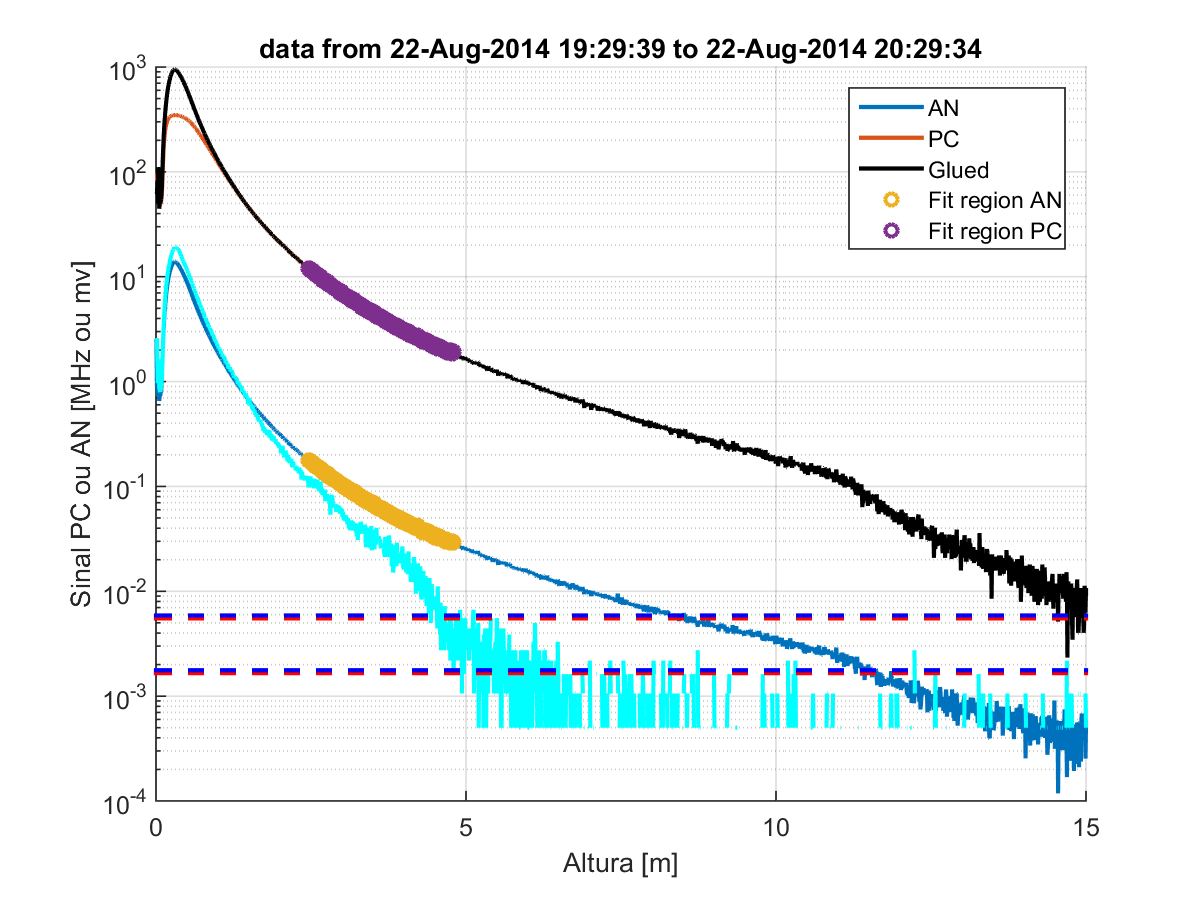 data from 22-Aug-2014 19:29:39 to 22-Aug-2014 20:29:34
AN
PC
Glued
Fit region AN
Fit region PC
Sinal PC ou AN [MHz ou mv]
10^3
10^2
10^1
10^0
10^-1
10^-2
10^-3
10^-4
0 5 10 15
Altura [m]